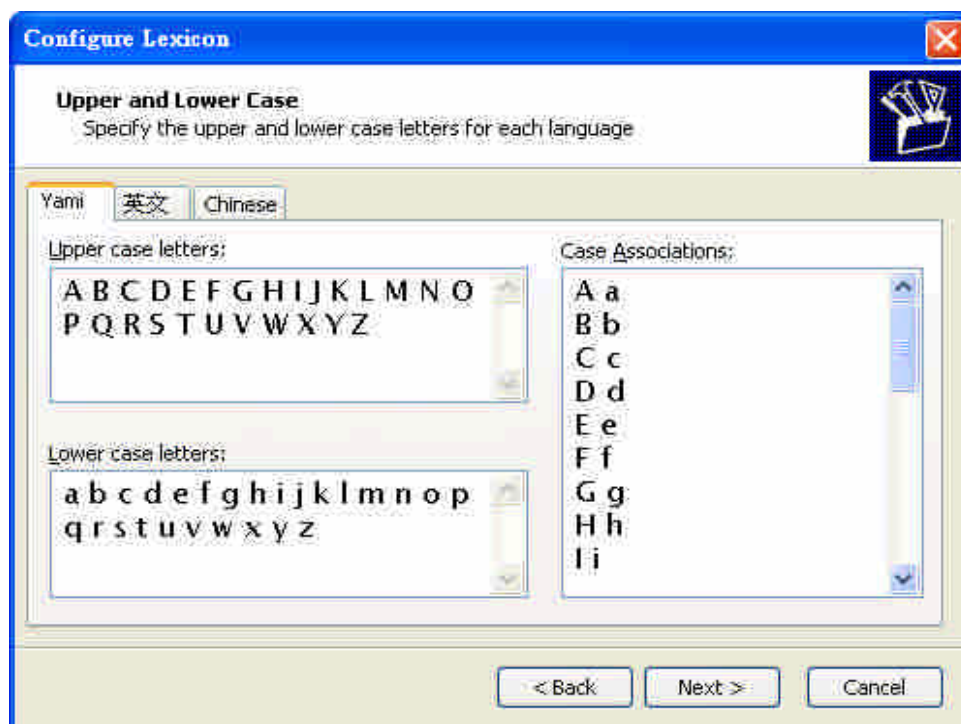 Configure Lexicon
Upper and Lower Case
Specify the upper and lower case letters for each language
Yami 英文 Chinese
Upper case letters:
A B C D E F G H I J K L M N O
P Q R S T U V W X Y Z
Lower case letters:
a b c d e f g h i j k l m n o p
q r s t u v w x y z
Case Associations:
A a
B b
C c
D d
E e
F f
G g
H h
I i
< Back Next > Cancel